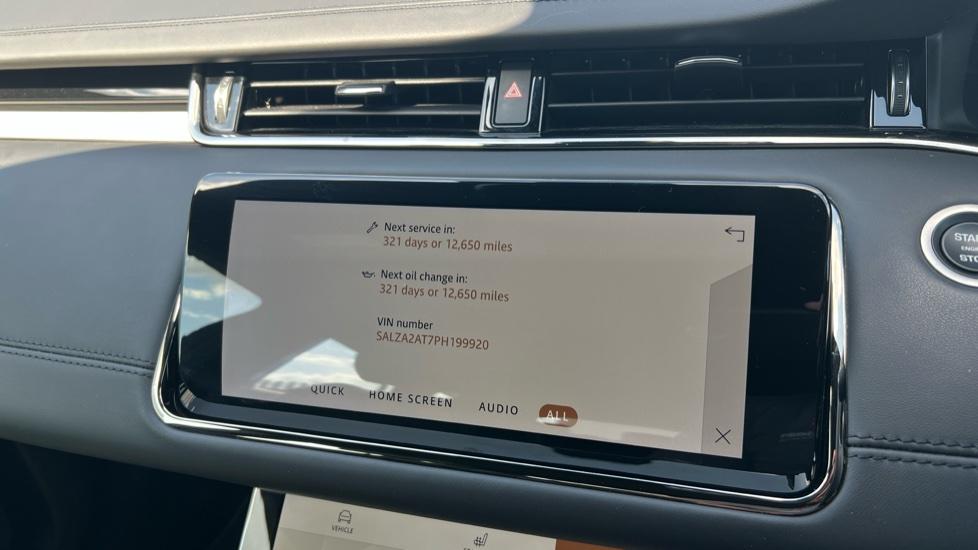 Next service in:
321 days or 12,650 miles
Next oil change in:
321 days or 12,650 miles
VIN number
SALZA2AT7PH199920
QUICK HOME SCREEN AUDIO ALL
VEHICLE